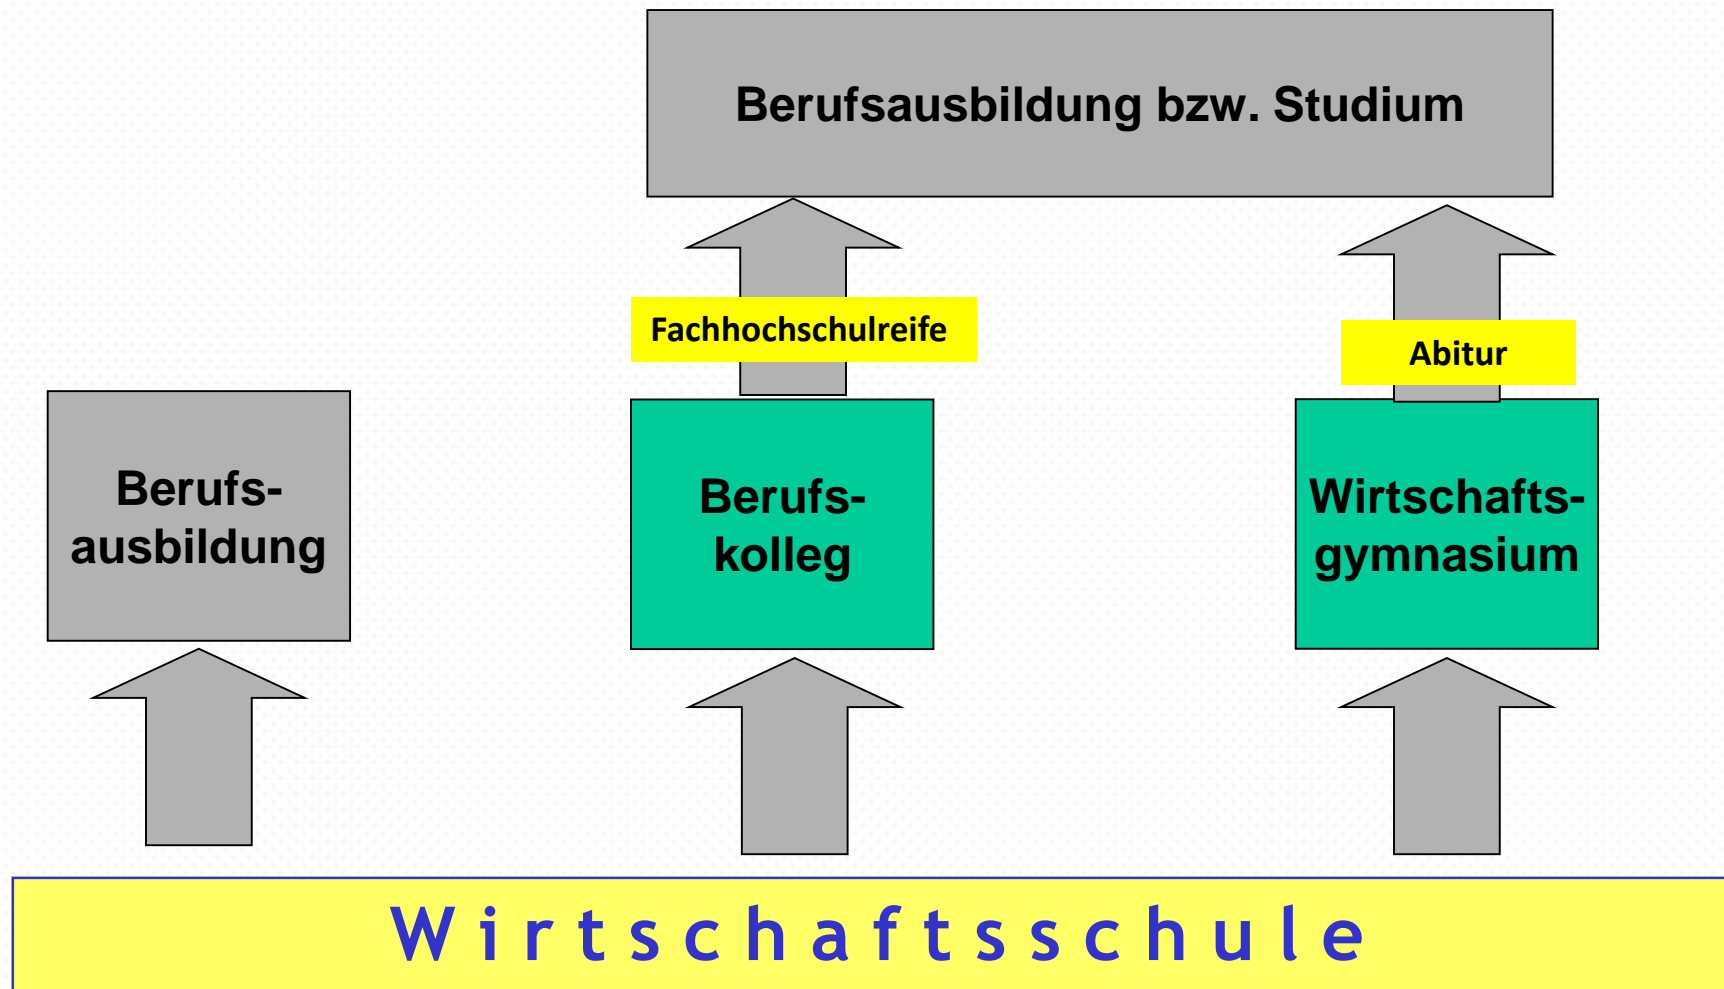 Berufsausbildung bzw. Studium
Fachhochschulreife
Abitur
Berufs-
ausbildung
Berufs-
kolleg
Wirtschafts-
gymnasium
Wirtschaftsschule